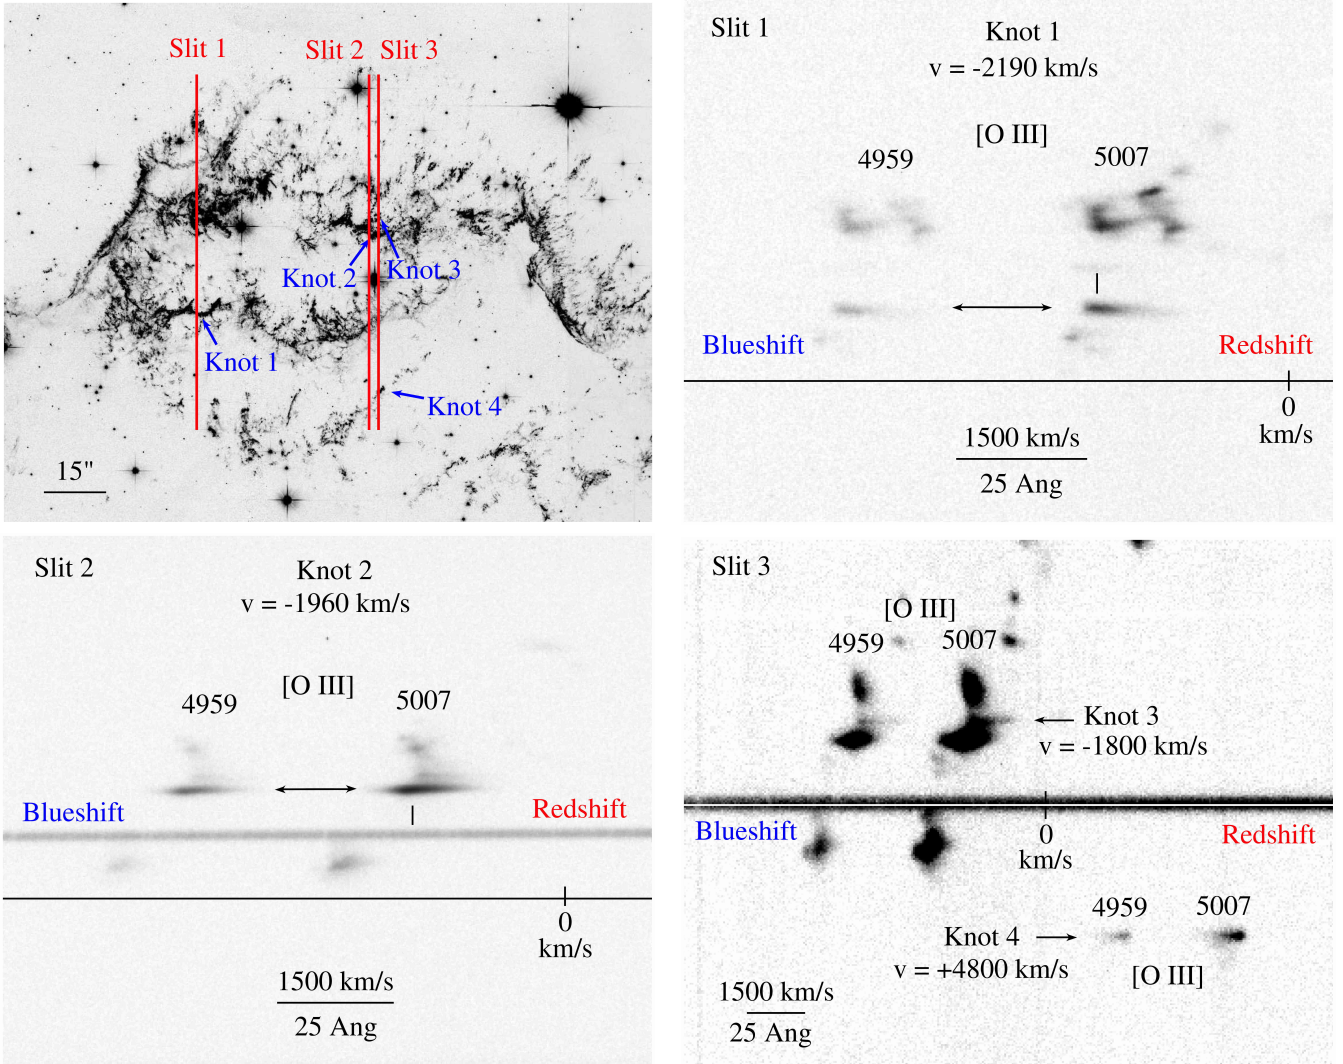 Slit 1
Slit 2
Slit 3
Knot 2
Knot 3
Knot 1
Knot 4
15"
Slit 1
Knot 1
v = -2190 km/s
[O III]
4959
5007
Blueshift
Redshift
0
km/s
1500 km/s
25 Ang
Slit 2
Knot 2
v = -1960 km/s
[O III]
4959
5007
Blueshift
Redshift
0
km/s
1500 km/s
25 Ang
Slit 3
[O III]
4959
5007
Knot 3
v = -1800 km/s
Blueshift
0
km/s
Redshift
4959
5007
Knot 4
v = +4800 km/s
[O III]
1500 km/s
25 Ang